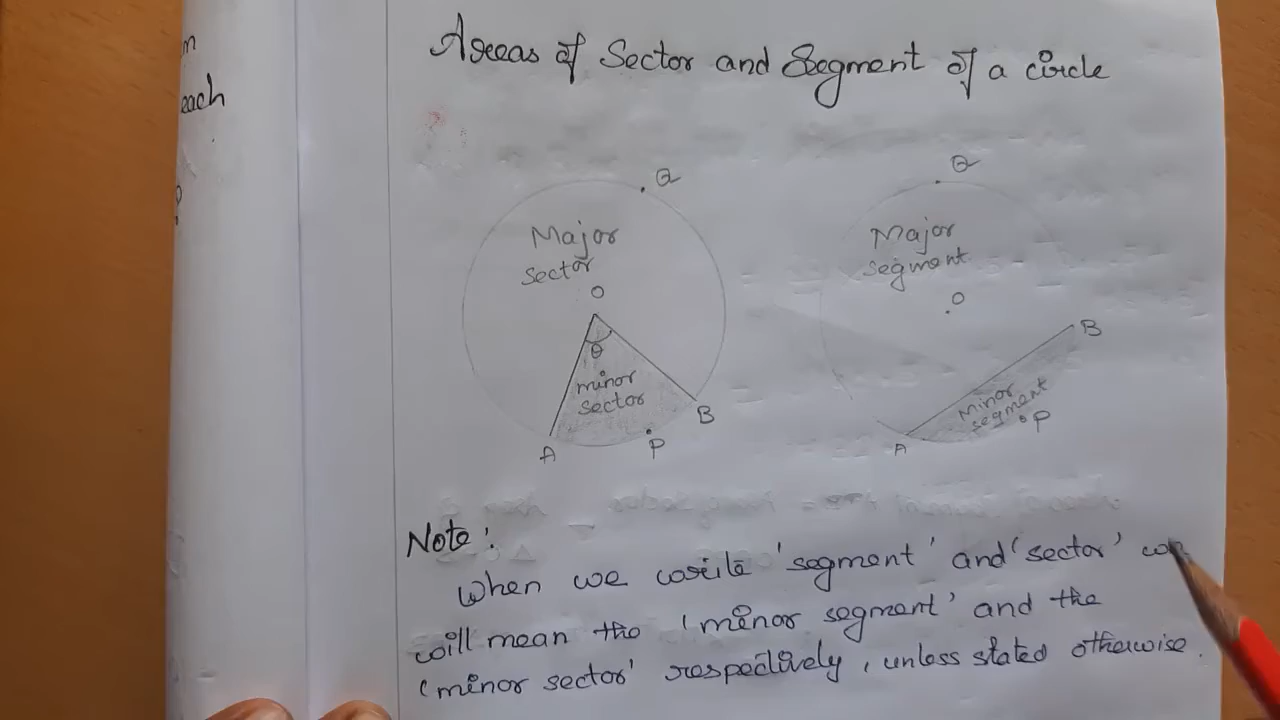 m
each
Areas of Sector and Segment of a circle
Q
Major
sector
O
θ
minor
sector
A
P
B
Q
Major
segment
O
B
Minor
segment
P
A
Note:
When we write 'segment' and 'sector' we
will mean the 'minor segment' and the
'minor sector' respectively, unless stated otherwise.